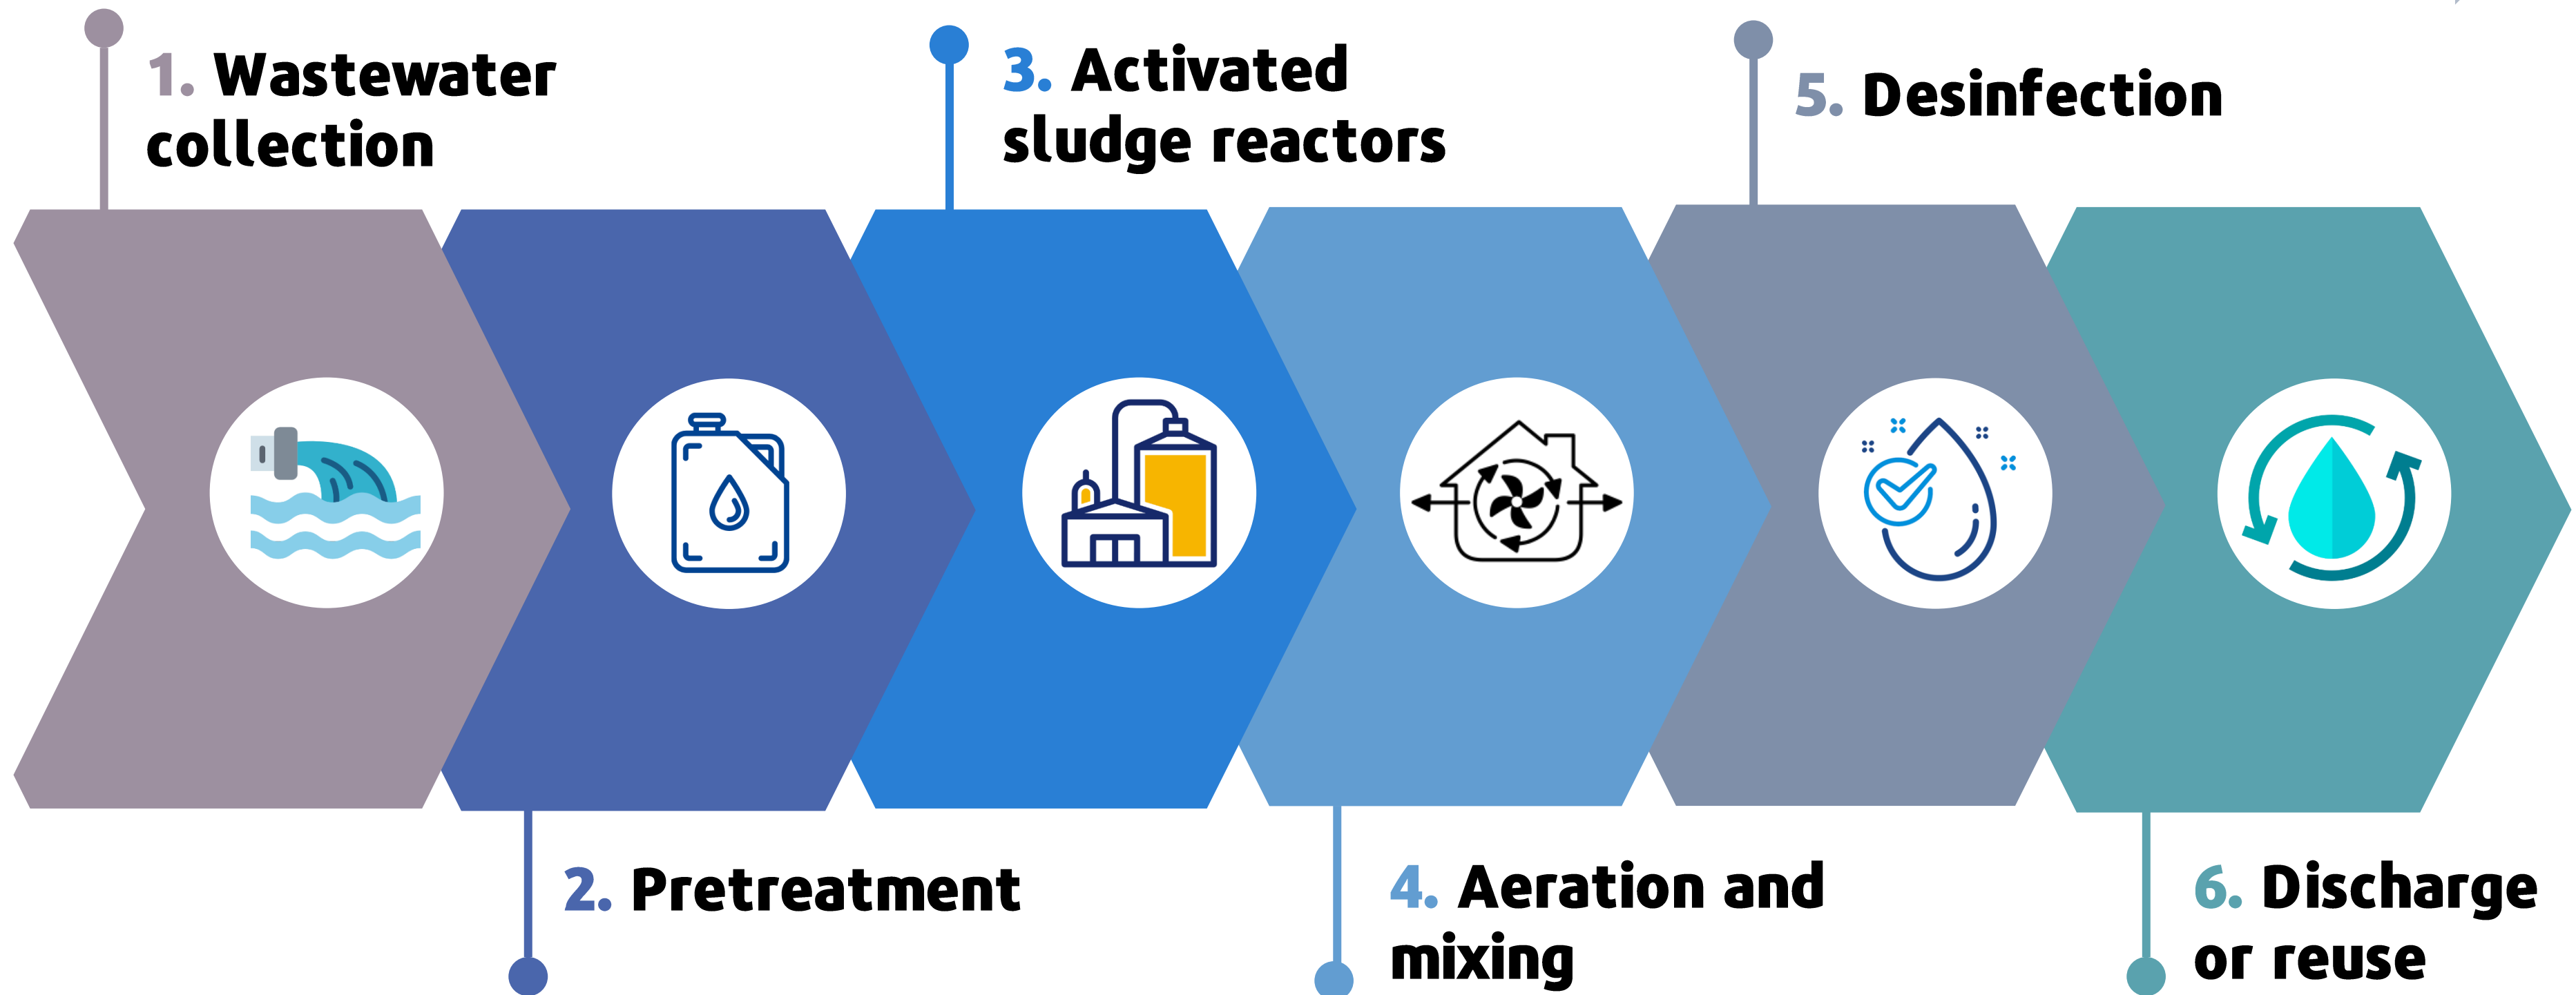 1. Wastewater
collection
2. Pretreatment
3. Activated
sludge reactors
4. Aeration and
mixing
5. Desinfection
6. Discharge
or reuse